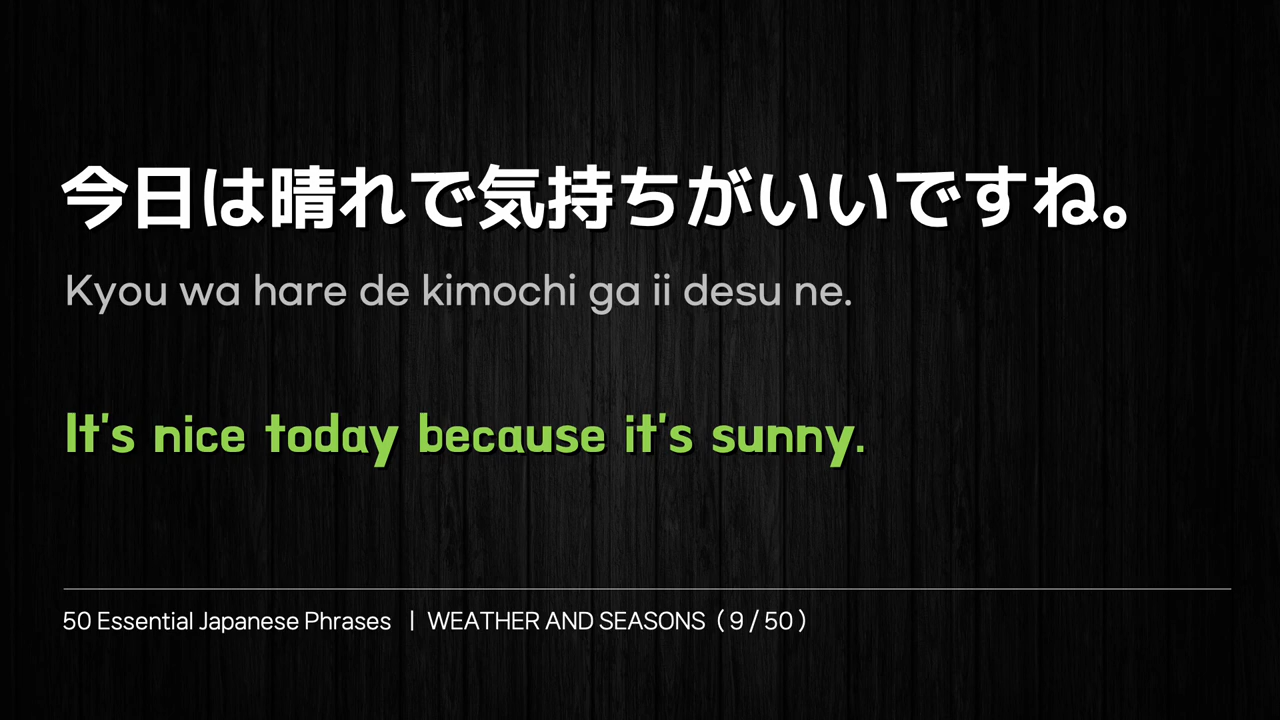 今日は晴れで気持ちがいいですね。
Kyou wa hare de kimochi ga ii desu ne.
It's nice today because it's sunny.
50 Essential Japanese Phrases | WEATHER AND SEASONS ( 9 / 50 )